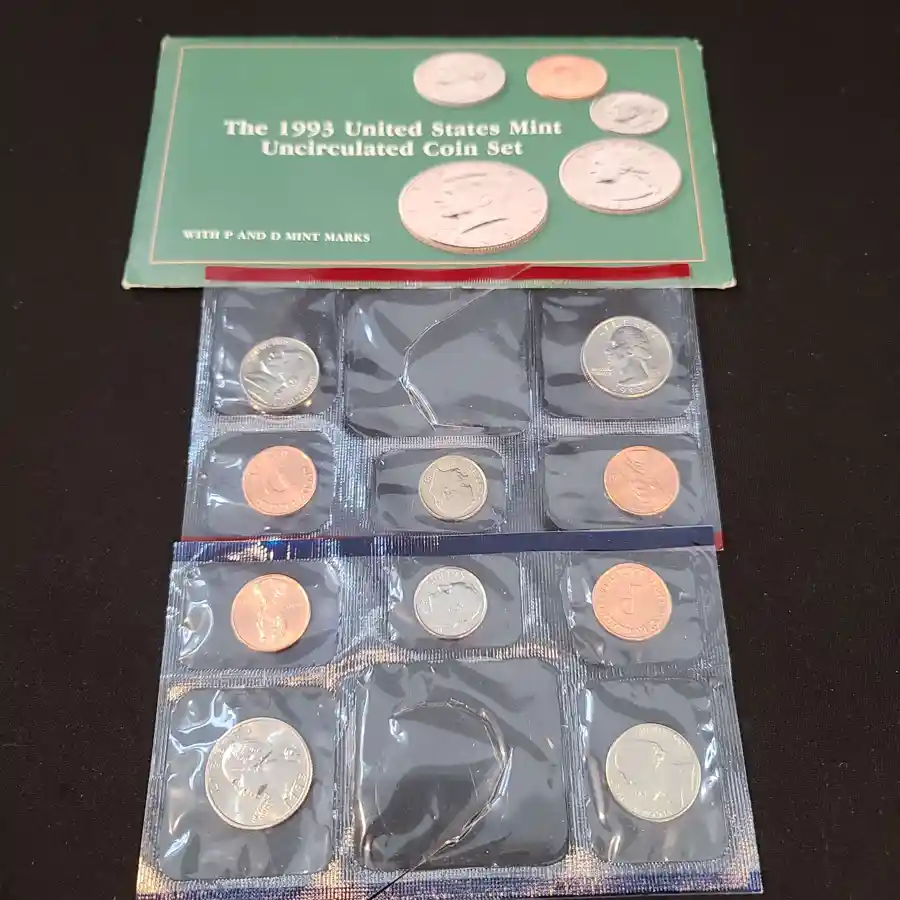 The 1993 United States Mint
Uncirculated Coin Set
WITH P AND D MINT MARKS